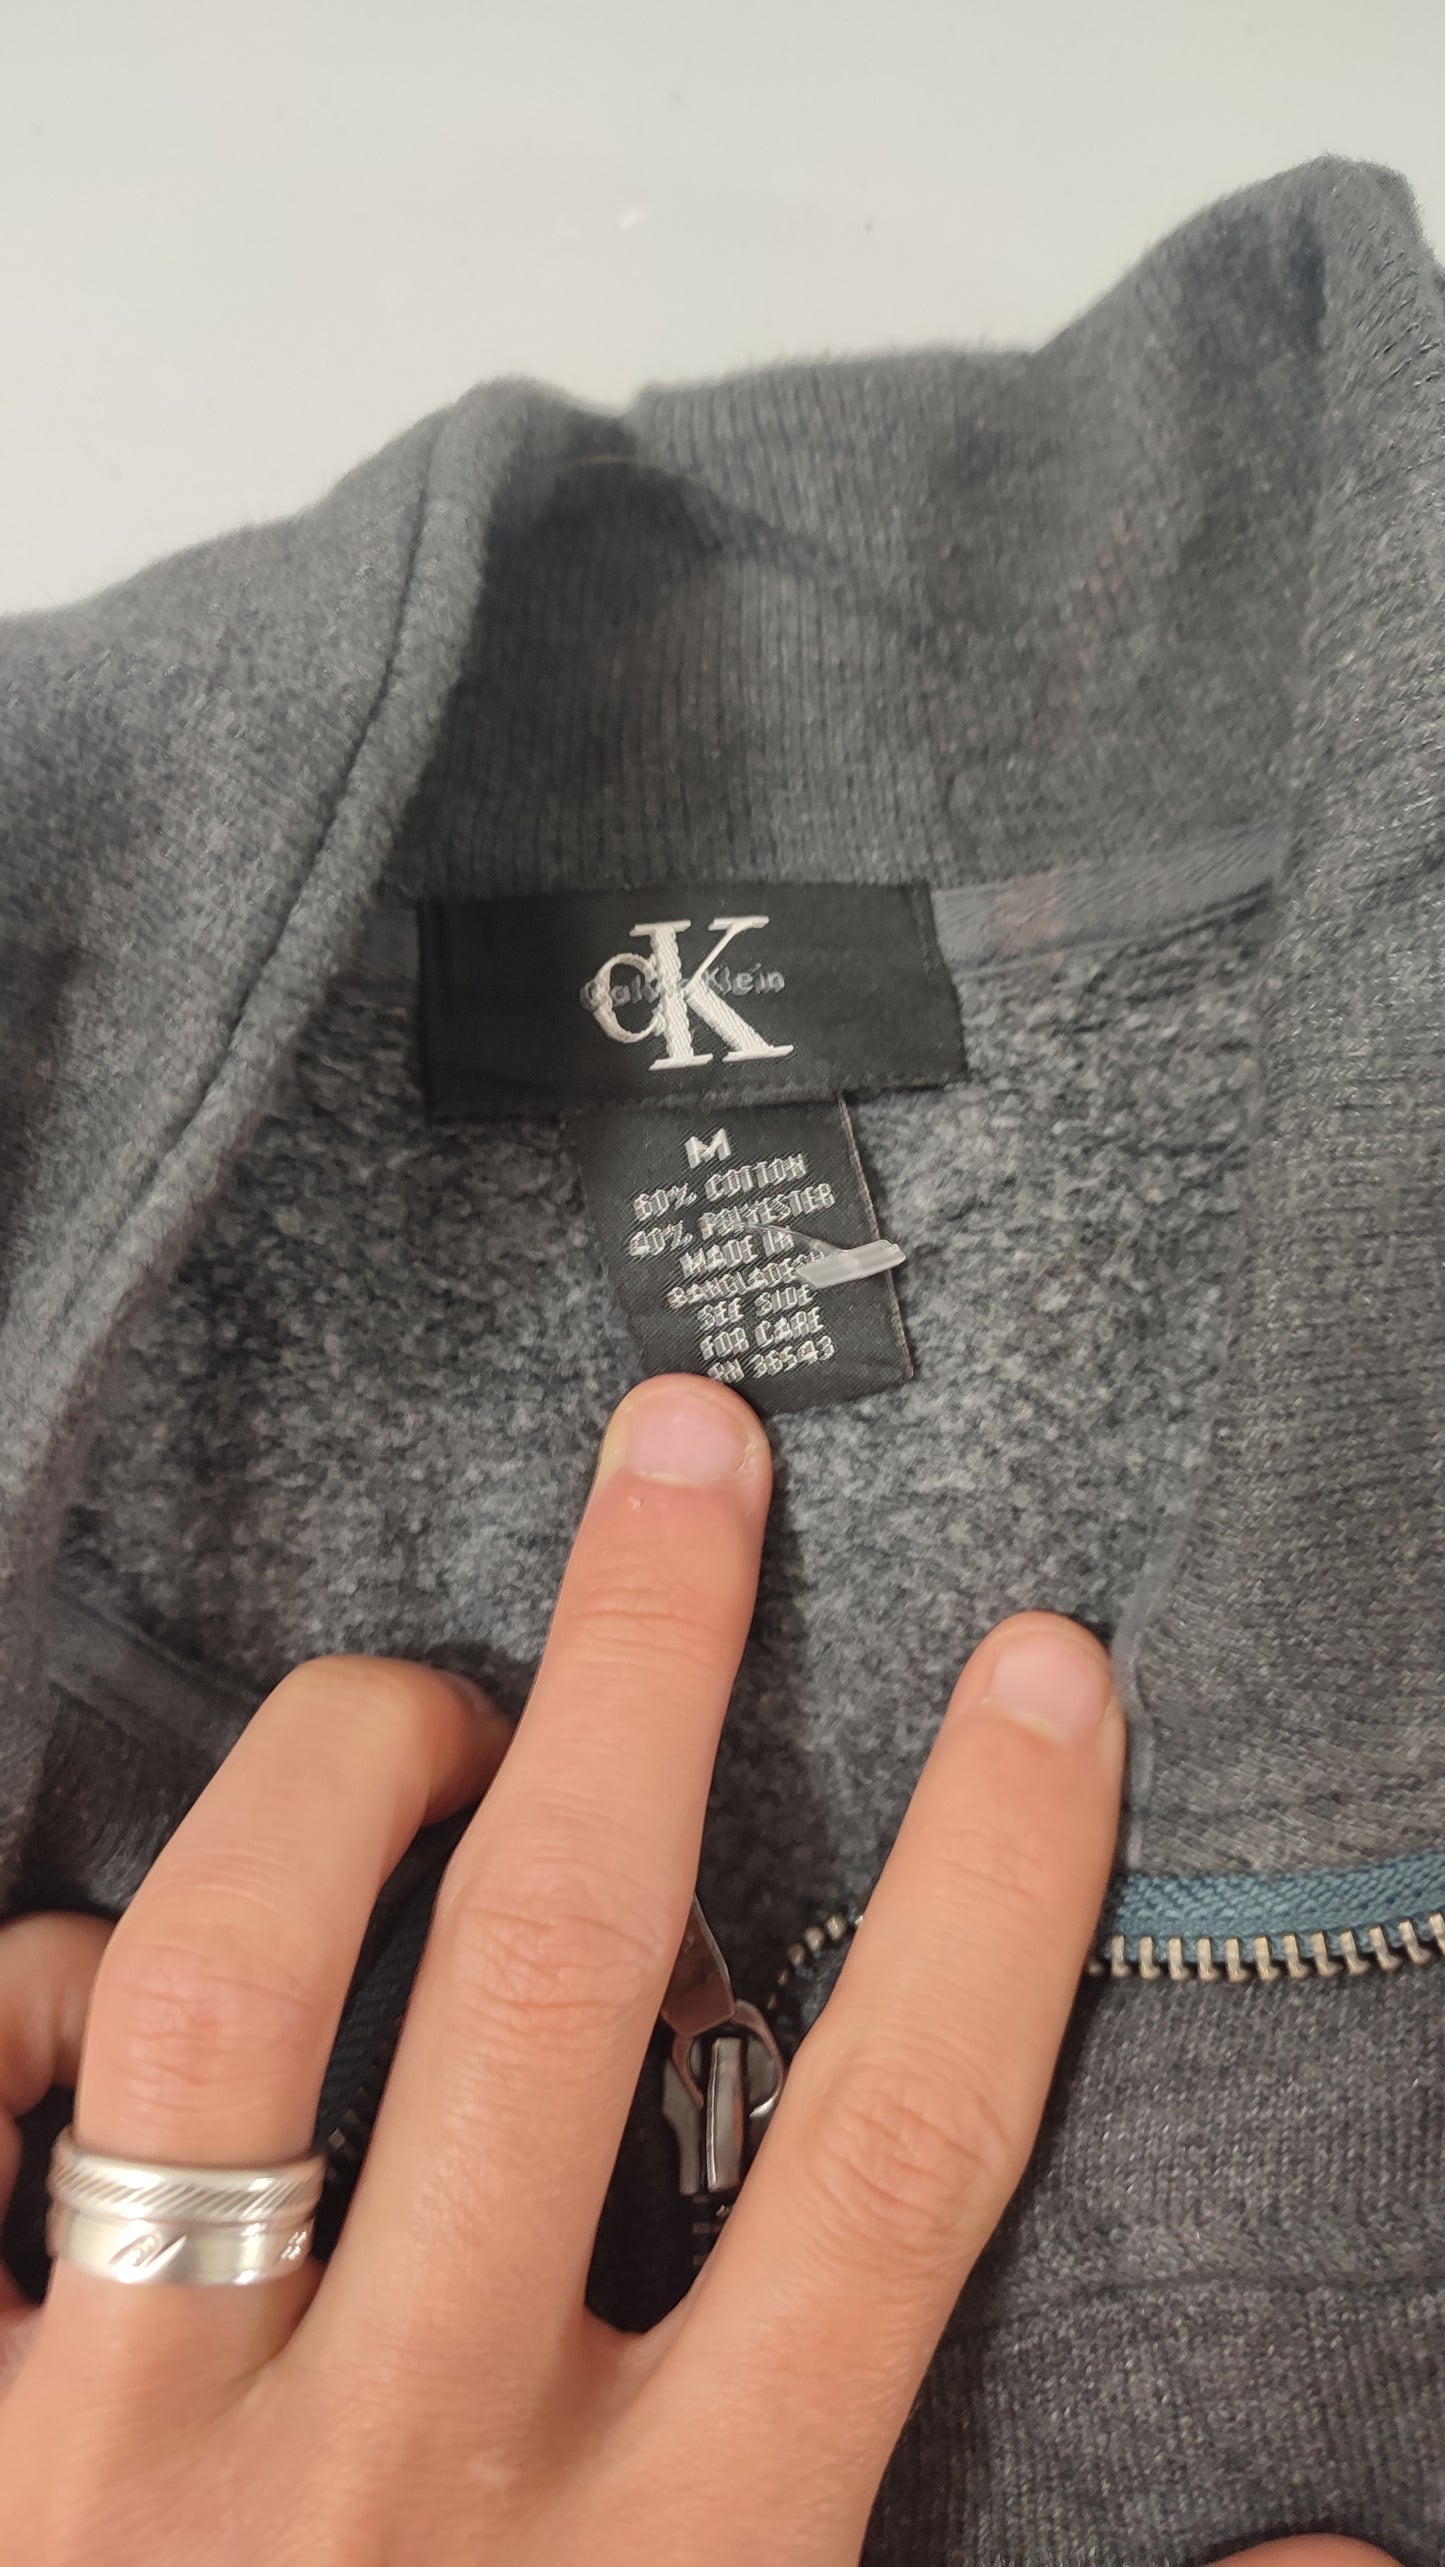 cK
Calvin Klein
M
60% COTTON
40% POLYESTER
MADE IN
BANGLADESH
SEE SIDE
FOR CARE
RN 36543